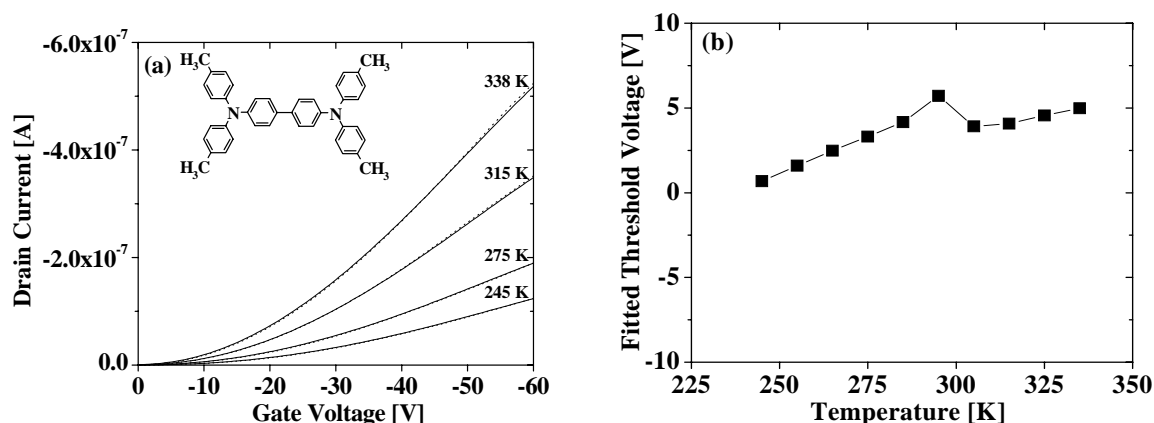 (a)
-6.0x10⁻⁷
-4.0x10⁻⁷
-2.0x10⁻⁷
0.0
0 -10 -20 -30 -40 -50 -60
Drain Current [A]
Gate Voltage [V]
H₃C
CH₃
N
N
H₃C
CH₃
338 K
315 K
275 K
245 K
(b)
10
5
0
-5
-10
225 250 275 300 325 350
Fitted Threshold Voltage [V]
Temperature [K]